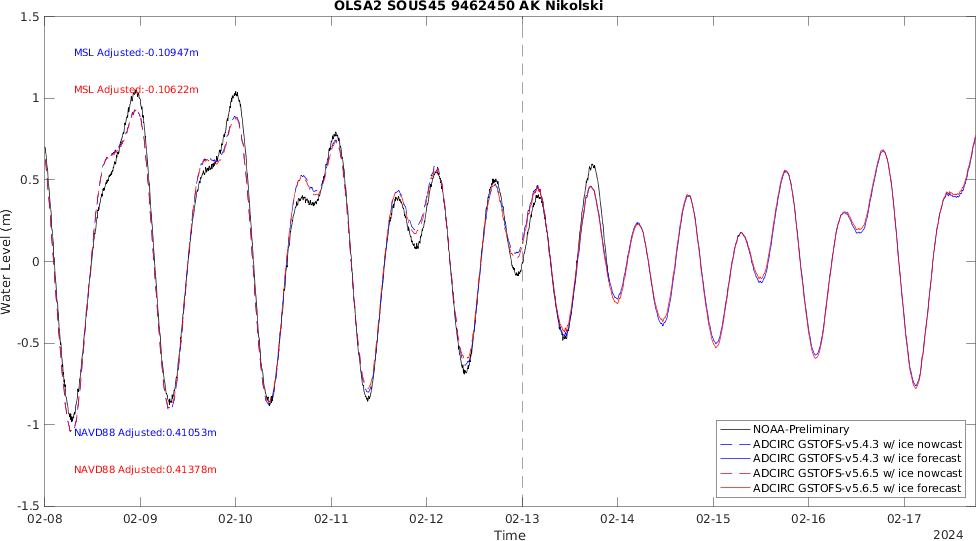 OLSA2 SOUS45 9462450 AK Nikolski
1.5
MSL Adjusted:-0.10947m
MSL Adjusted:-0.10622m
1
0.5
Water Level (m)
0
-0.5
-1
NAVD88 Adjusted:0.41053m
NAVD88 Adjusted:0.41378m
-1.5
NOAA-Preliminary
ADCIRC GSTOFS-v5.4.3 w/ ice nowcast
ADCIRC GSTOFS-v5.4.3 w/ ice forecast
ADCIRC GSTOFS-v5.6.5 w/ ice nowcast
ADCIRC GSTOFS-v5.6.5 w/ ice forecast
02-08 02-09 02-10 02-11 02-12 02-13 02-14 02-15 02-16 02-17
Time
2024